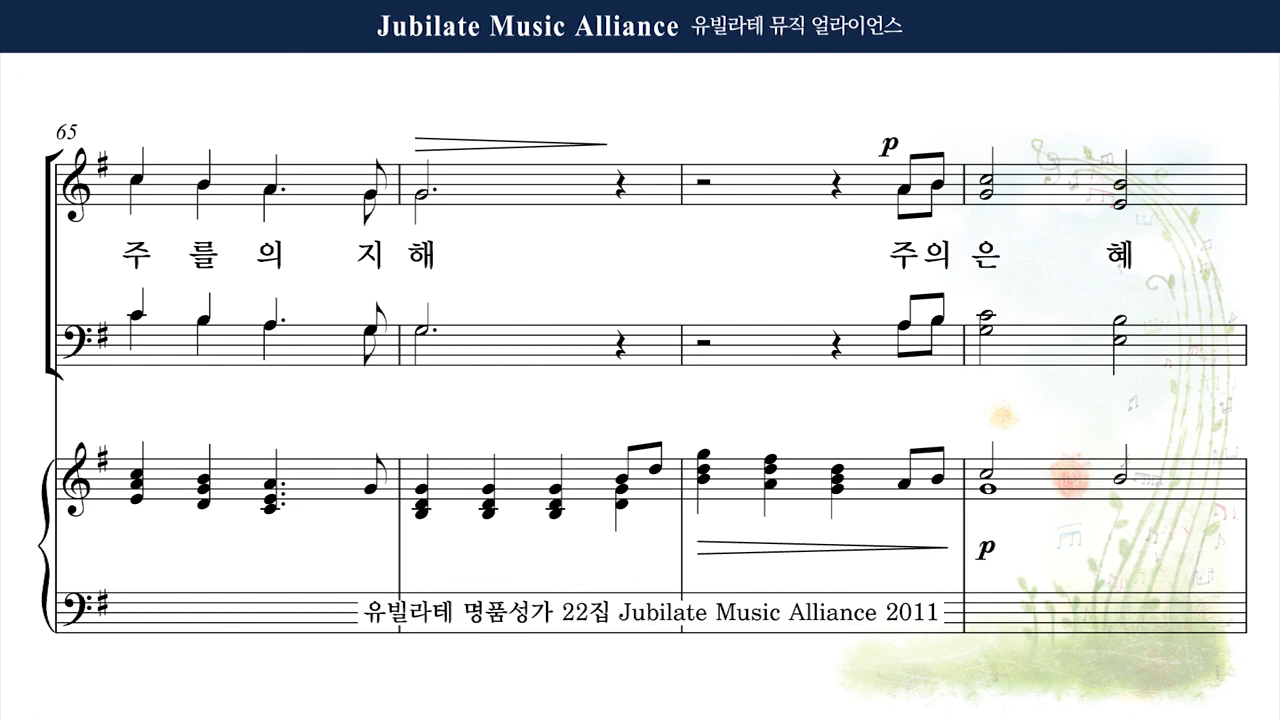 Jubilate Music Alliance 유빌라테 뮤직 얼라이언스
65
p
주 를 의 지 해 주 의 은 혜
p
유빌라테 명품성가 22집 Jubilate Music Alliance 2011